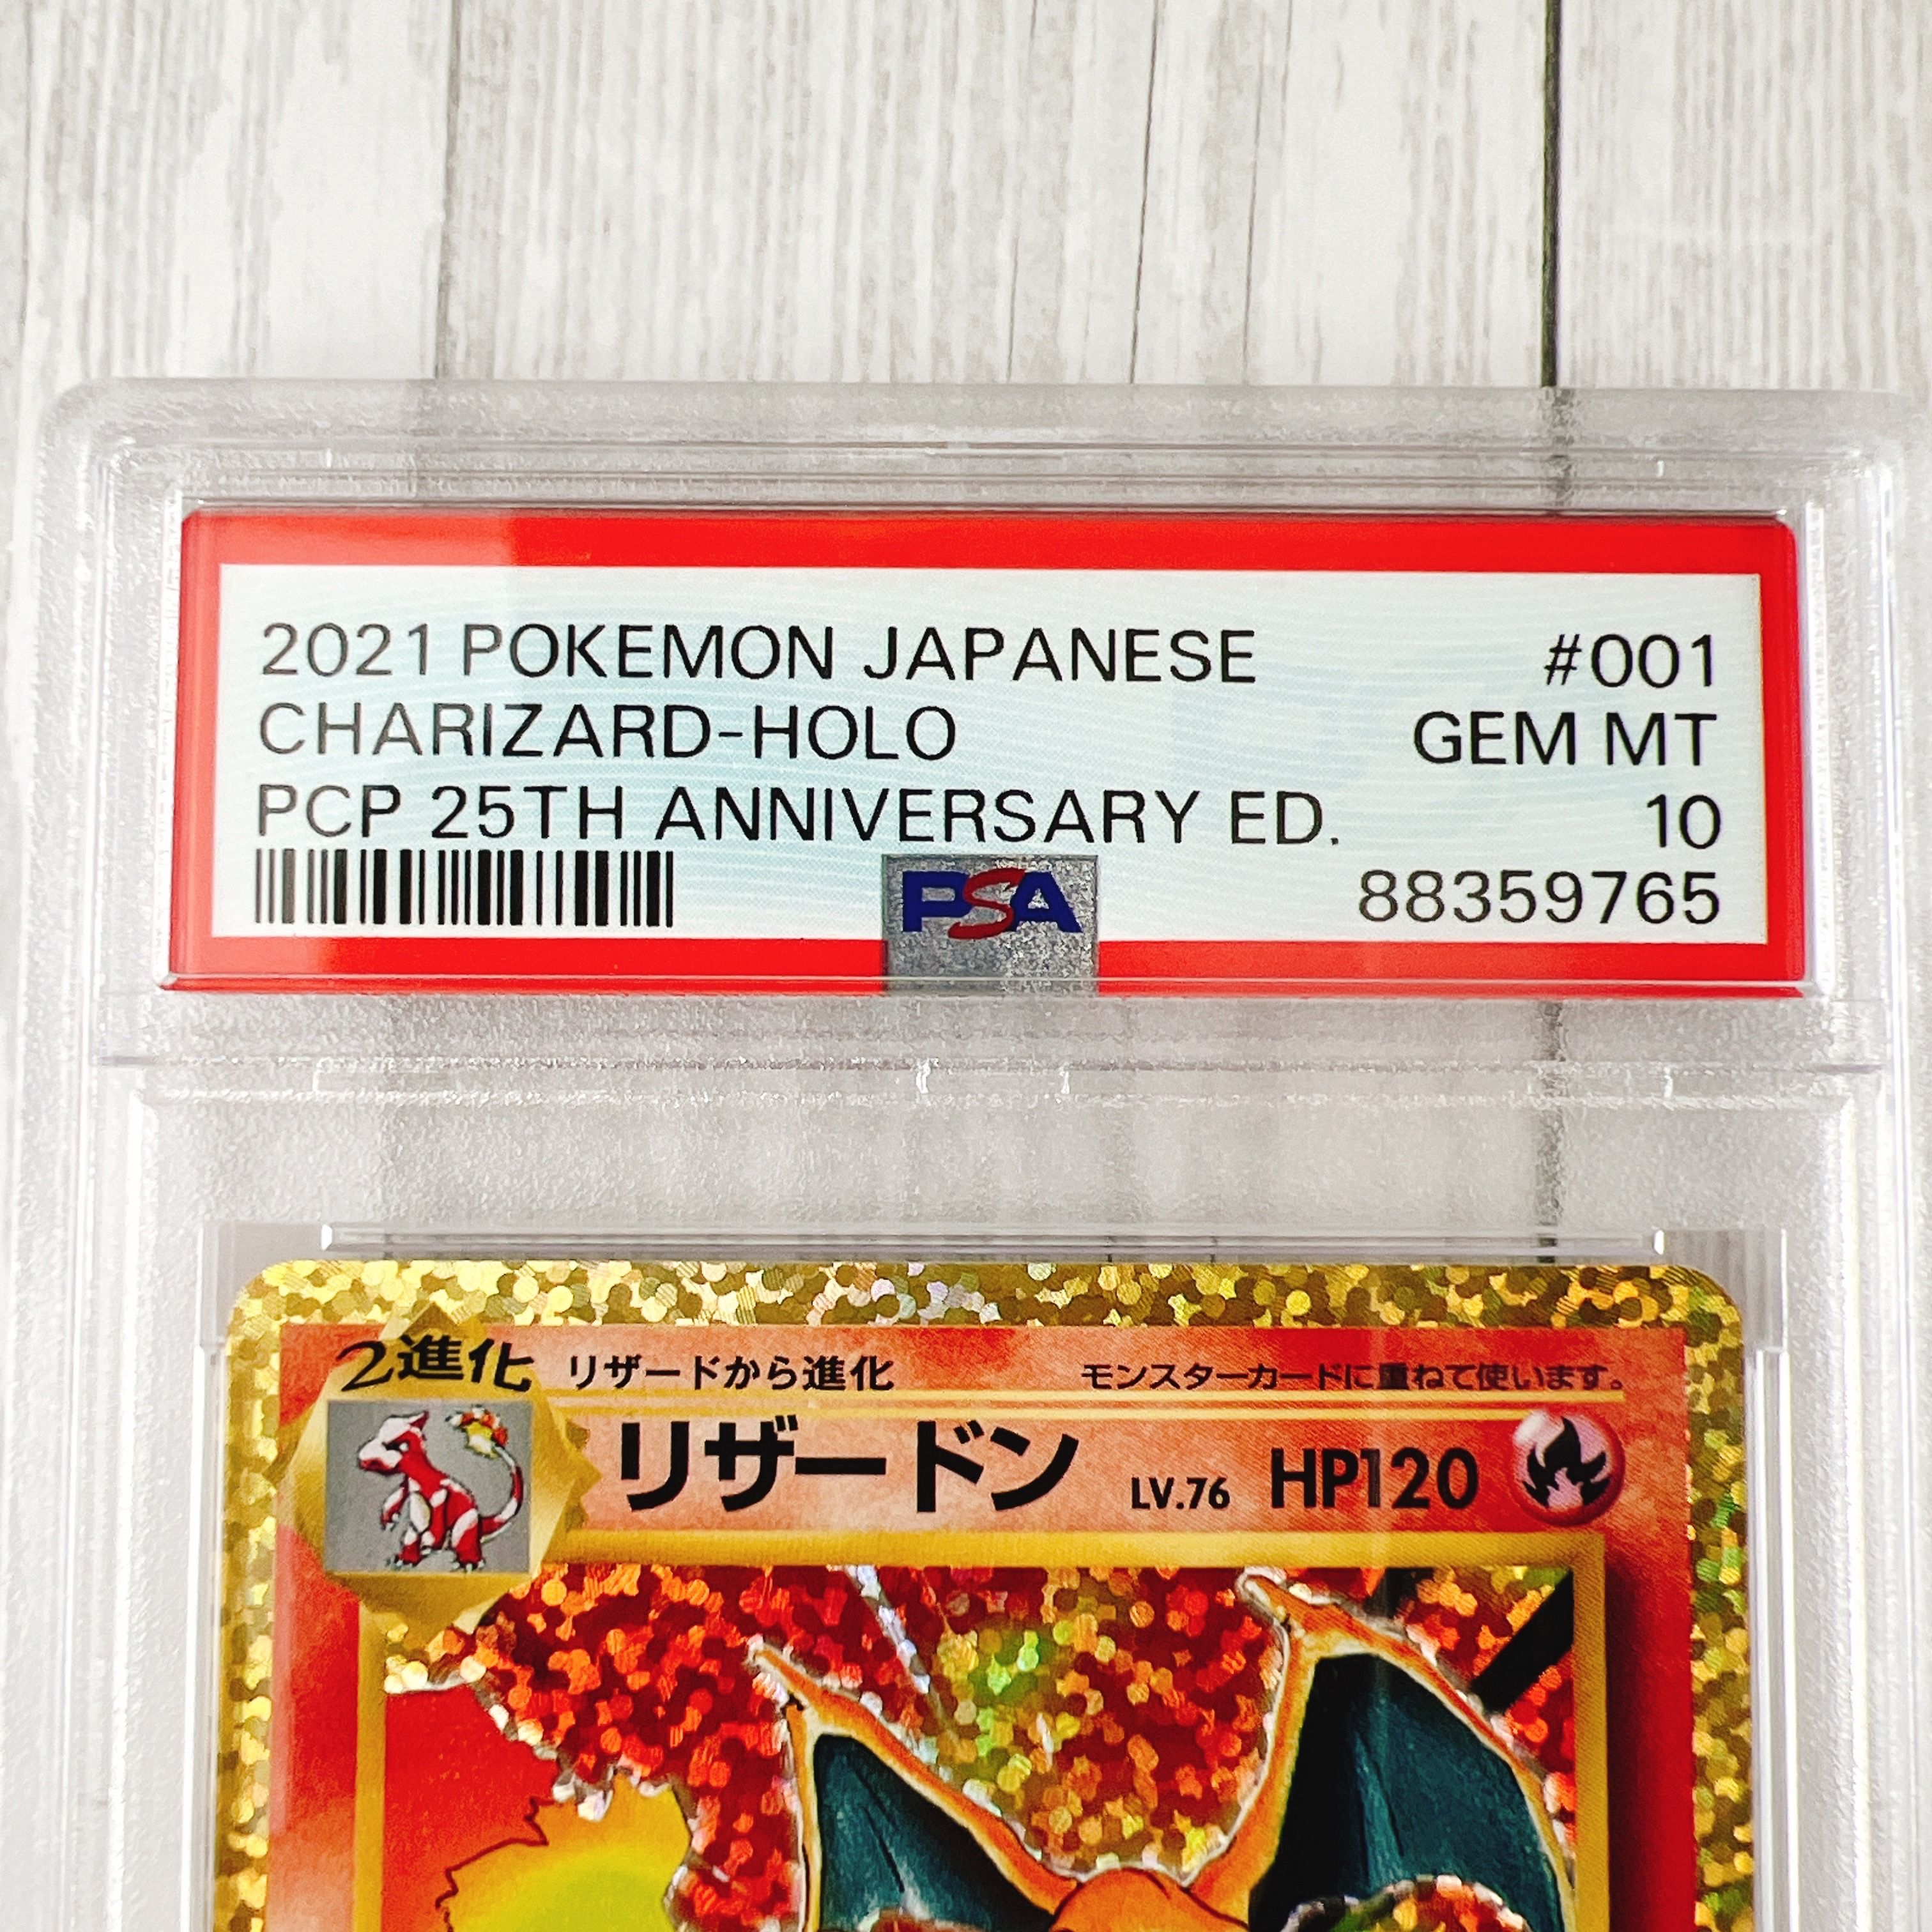 2021 POKEMON JAPANESE #001
CHARIZARD-HOLO GEM MT
PCP 25TH ANNIVERSARY ED. 10
PSA 88359765
2進化 リザードから進化 モンスターカードに重ねて使います。
リザードン LV.76 HP120